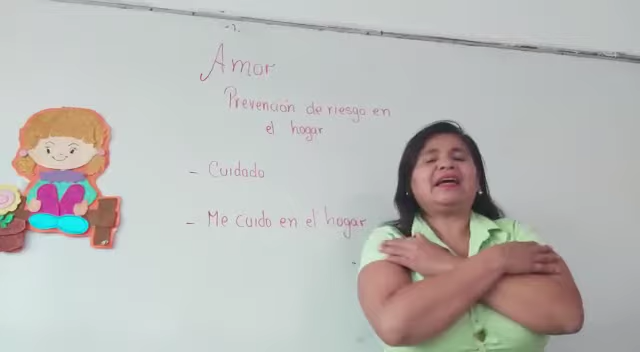 Amor
Prevención de riesgo en
el hogar
- Cuidado
- Me cuido en el hogar